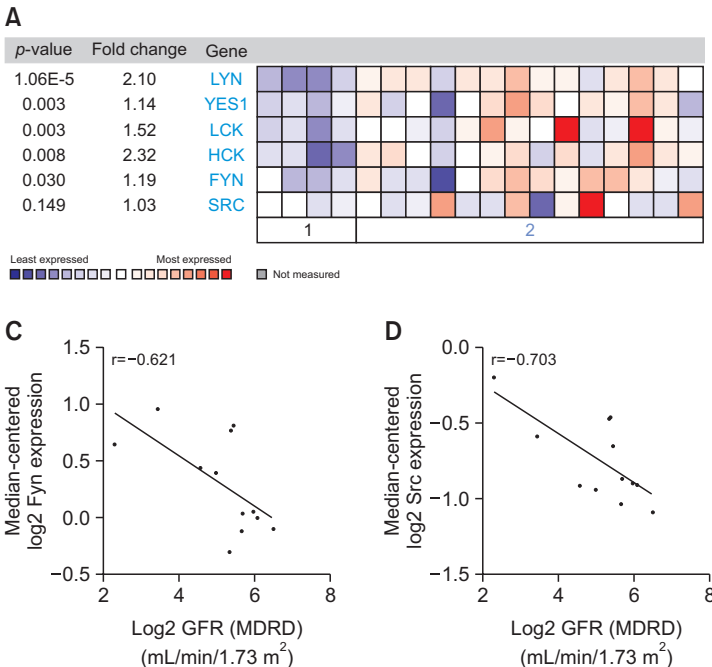 A
p-value Fold change Gene
1.06E-5 2.10 LYN
0.003 1.14 YES1
0.003 1.52 LCK
0.008 2.32 HCK
0.030 1.19 FYN
0.149 1.03 SRC
1 2
Least expressed Most expressed Not measured
C
r=−0.621
Median-centered
log2 Fyn expression
1.5
1.0
0.5
0.0
−0.5
2 4 6 8
Log2 GFR (MDRD)
(mL/min/1.73 m²)
D
r=−0.703
Median-centered
log2 Src expression
0.0
−0.5
−1.0
−1.5
2 4 6 8
Log2 GFR (MDRD)
(mL/min/1.73 m²)